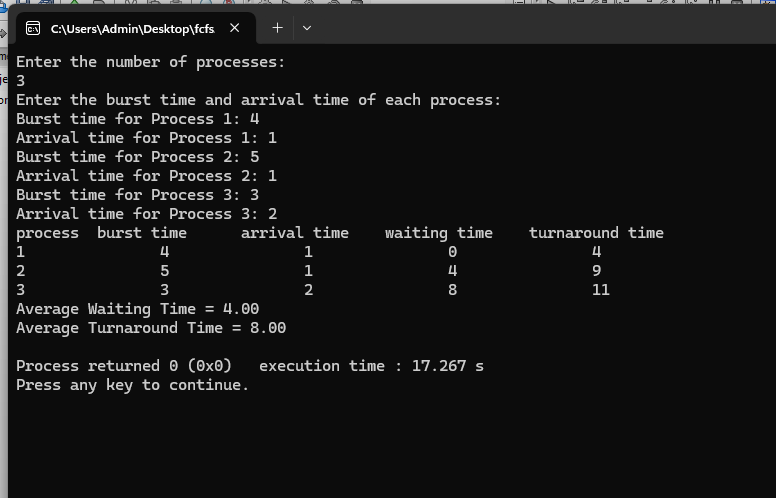 C:\Users\Admin\Desktop\fcfs
Enter the number of processes:
3
Enter the burst time and arrival time of each process:
Burst time for Process 1: 4
Arrival time for Process 1: 1
Burst time for Process 2: 5
Arrival time for Process 2: 1
Burst time for Process 3: 3
Arrival time for Process 3: 2
process  burst time      arrival time    waiting time    turnaround time
1               4               1               0               4
2               5               1               4               9
3               3               2               8               11
Average Waiting Time = 4.00
Average Turnaround Time = 8.00
Process returned 0 (0x0)   execution time : 17.267 s
Press any key to continue.